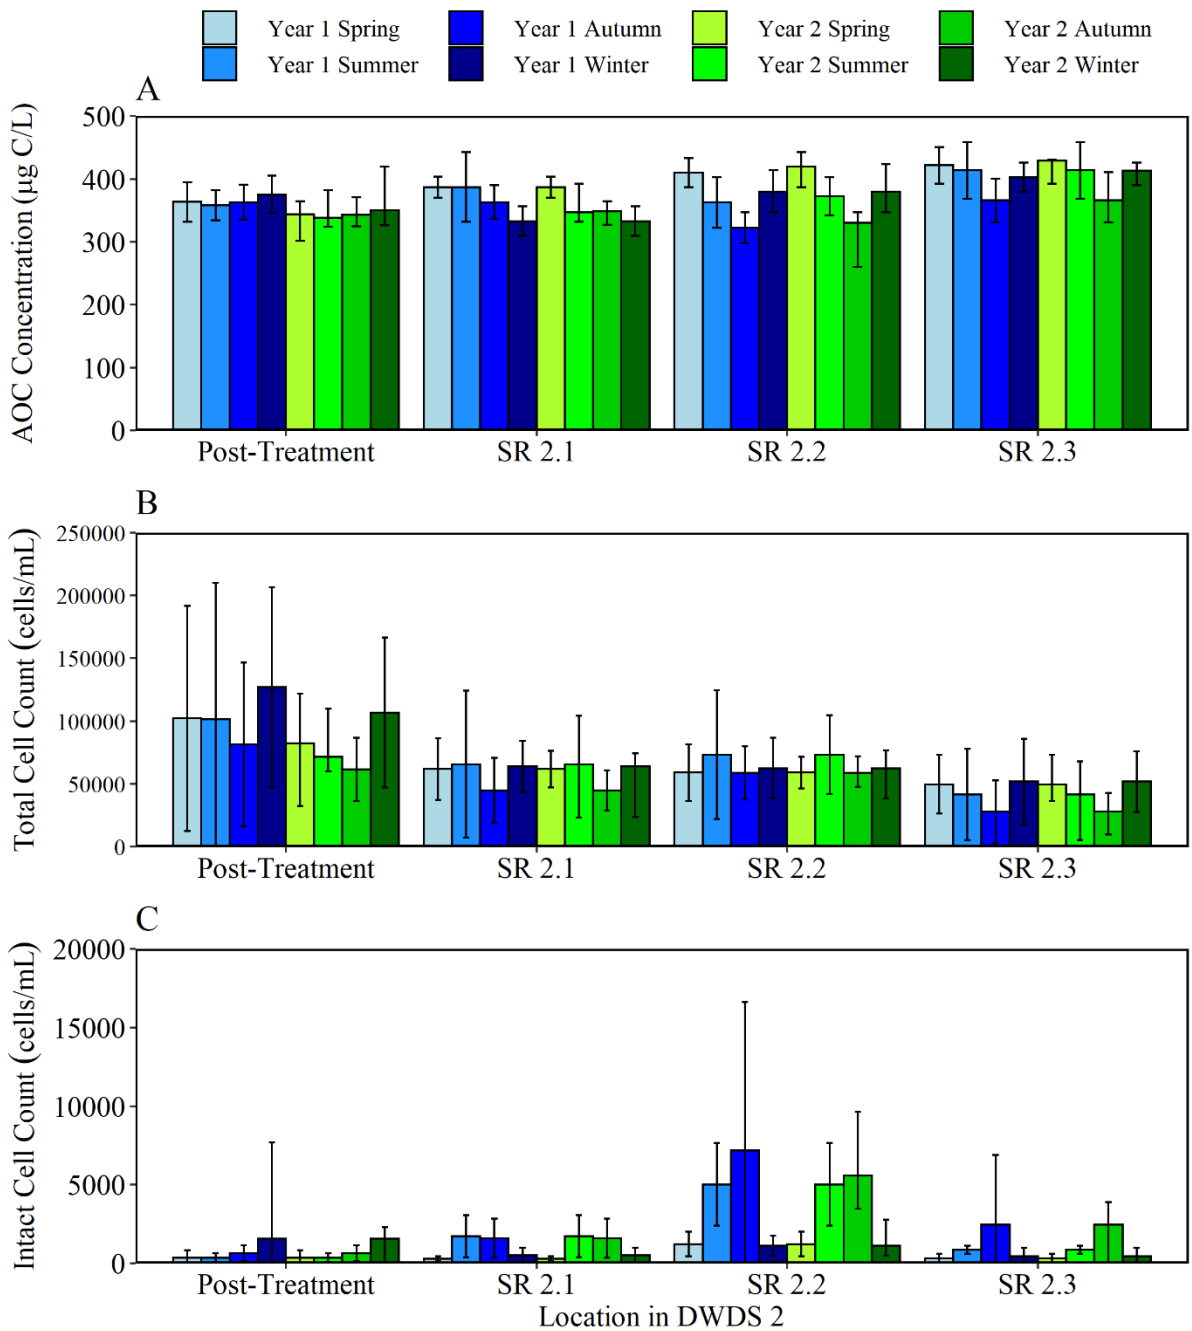 Year 1 Spring Year 1 Autumn Year 2 Spring Year 2 Autumn
Year 1 Summer Year 1 Winter Year 2 Summer Year 2 Winter
A
AOC Concentration (µg C/L)
500
400
300
200
100
0
Post-Treatment SR 2.1 SR 2.2 SR 2.3
B
Total Cell Count (cells/mL)
250000
200000
150000
100000
50000
0
Post-Treatment SR 2.1 SR 2.2 SR 2.3
C
Intact Cell Count (cells/mL)
20000
15000
10000
5000
0
Post-Treatment SR 2.1 SR 2.2 SR 2.3
Location in DWDS 2